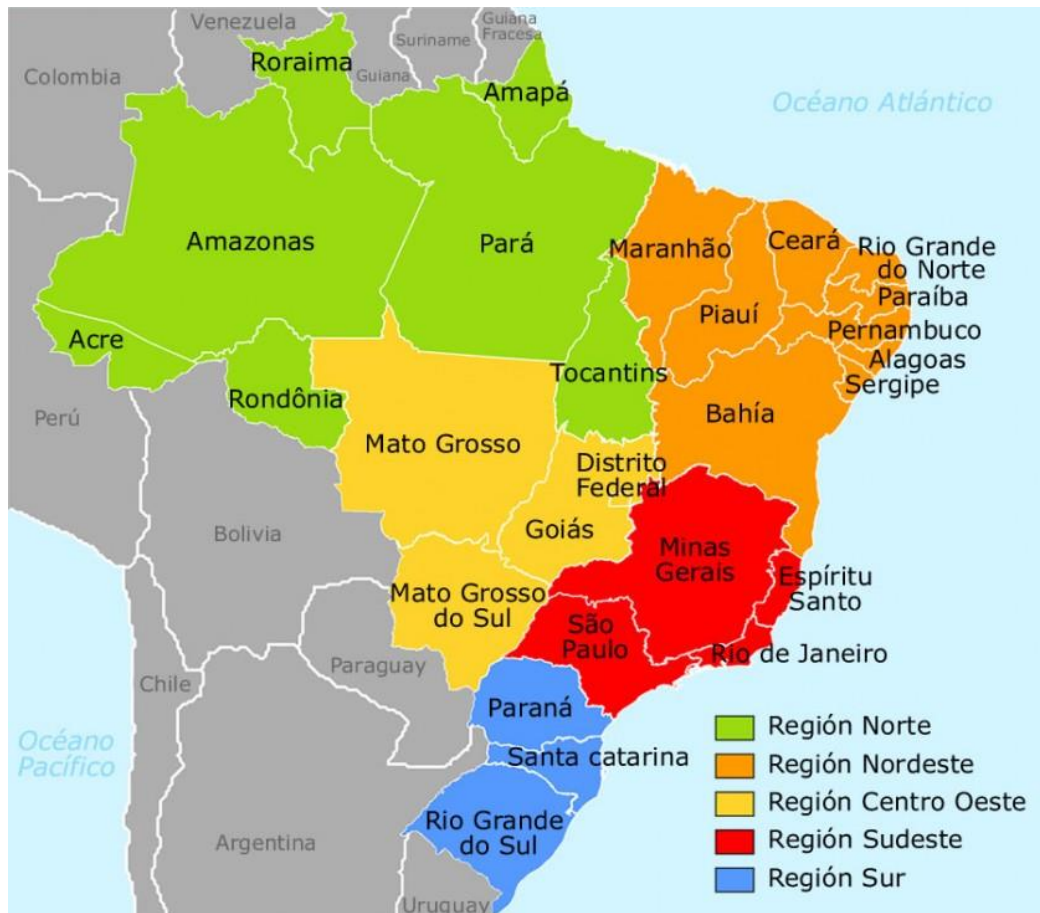 Venezuela
Guiana
Fracesa
Suriname
Colombia
Roraima
Guiana
Amapá
Océano Atlántico
Amazonas
Pará
Maranhão
Ceará
Rio Grande
do Norte
Paraíba
Piauí
Pernambuco
Acre
Alagoas
Tocantins
Sergipe
Rondônia
Bahía
Perú
Mato Grosso
Distrito
Federal
Bolivia
Goiás
Minas
Gerais
Espíritu
Santo
Mato Grosso
do Sul
São
Paulo
Rio de Janeiro
Paraguay
Chile
Paraná
Océano
Pacífico
Santa catarina
Argentina
Rio Grande
do Sul
Uruguay
Región Norte
Región Nordeste
Región Centro Oeste
Región Sudeste
Región Sur